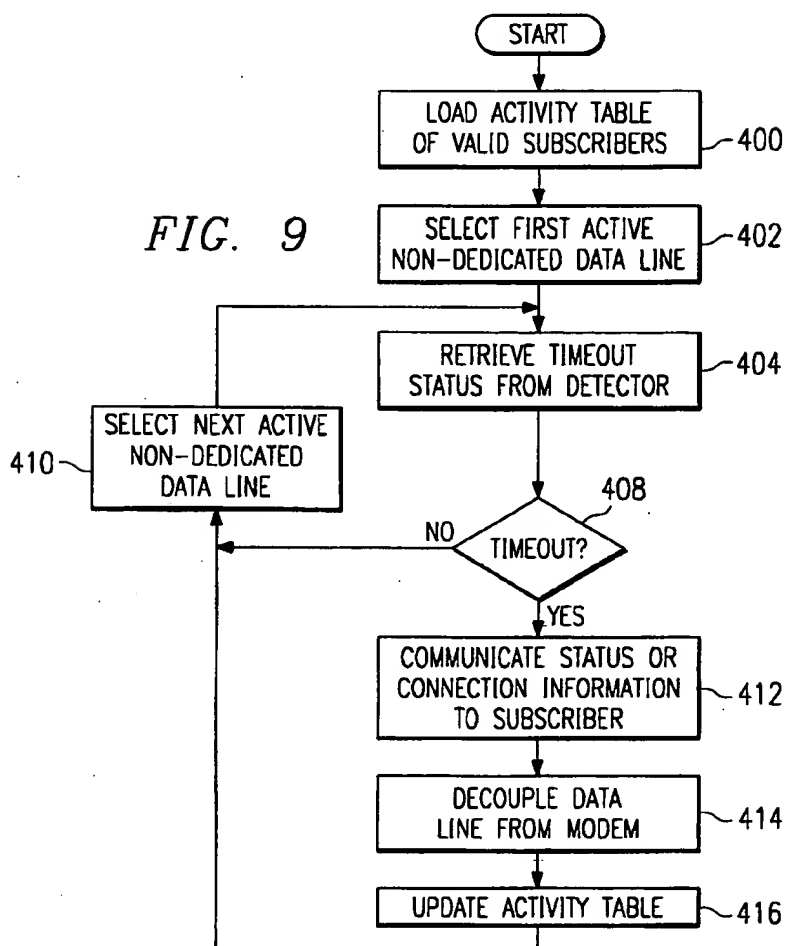 START
LOAD ACTIVITY TABLE
OF VALID SUBSCRIBERS
400
FIG. 9
SELECT FIRST ACTIVE
NON-DEDICATED DATA LINE
402
RETRIEVE TIMEOUT
STATUS FROM DETECTOR
404
SELECT NEXT ACTIVE
NON-DEDICATED
DATA LINE
410
408
TIMEOUT?
NO
YES
COMMUNICATE STATUS OR
CONNECTION INFORMATION
TO SUBSCRIBER
412
DECOUPLE DATA
LINE FROM MODEM
414
UPDATE ACTIVITY TABLE
416